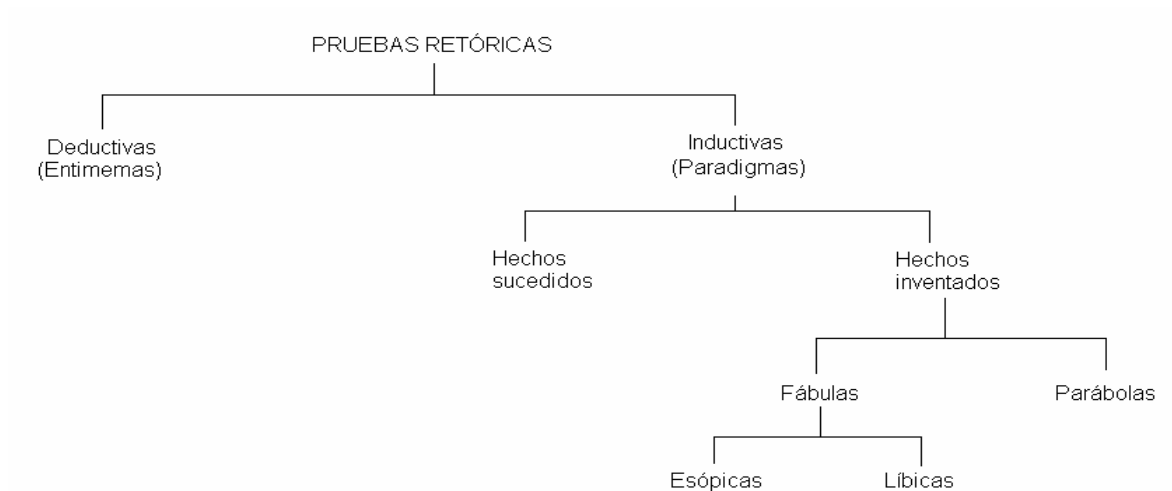 PRUEBAS RETÓRICAS
Deductivas
(Entimemas)
Inductivas
(Paradigmas)
Hechos
sucedidos
Hechos
inventados
Fábulas
Parábolas
Esópicas
Líbicas